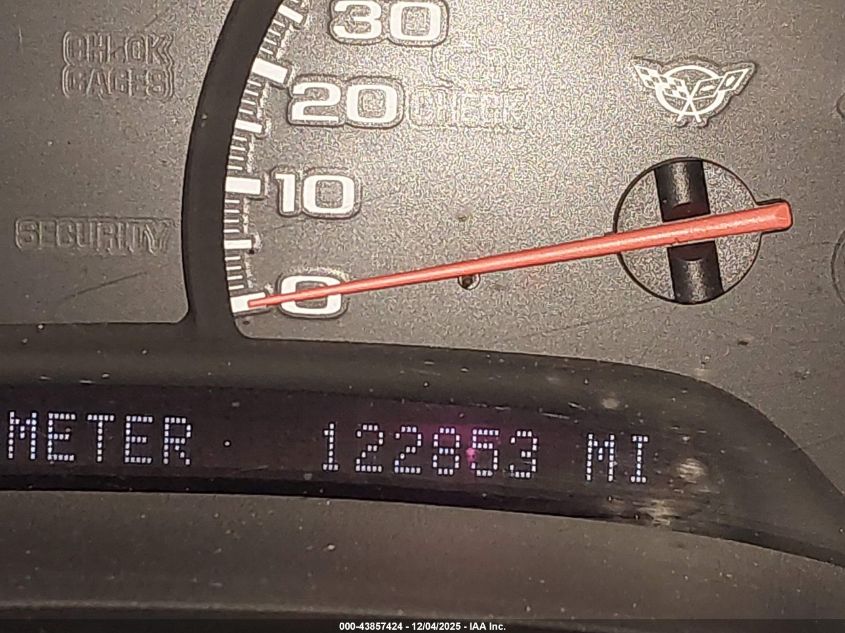 30
CHECK
GAGES
20 CHECK
10
SECURITY
0
METER 122853 MI
000-43857424 - 12/04/2025 - IAA Inc.